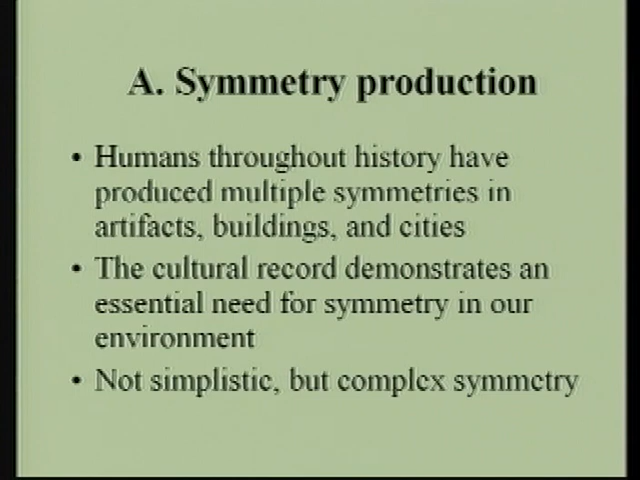 A. Symmetry production
• Humans throughout history have
produced multiple symmetries in
artifacts, buildings, and cities
• The cultural record demonstrates an
essential need for symmetry in our
environment
• Not simplistic, but complex symmetry